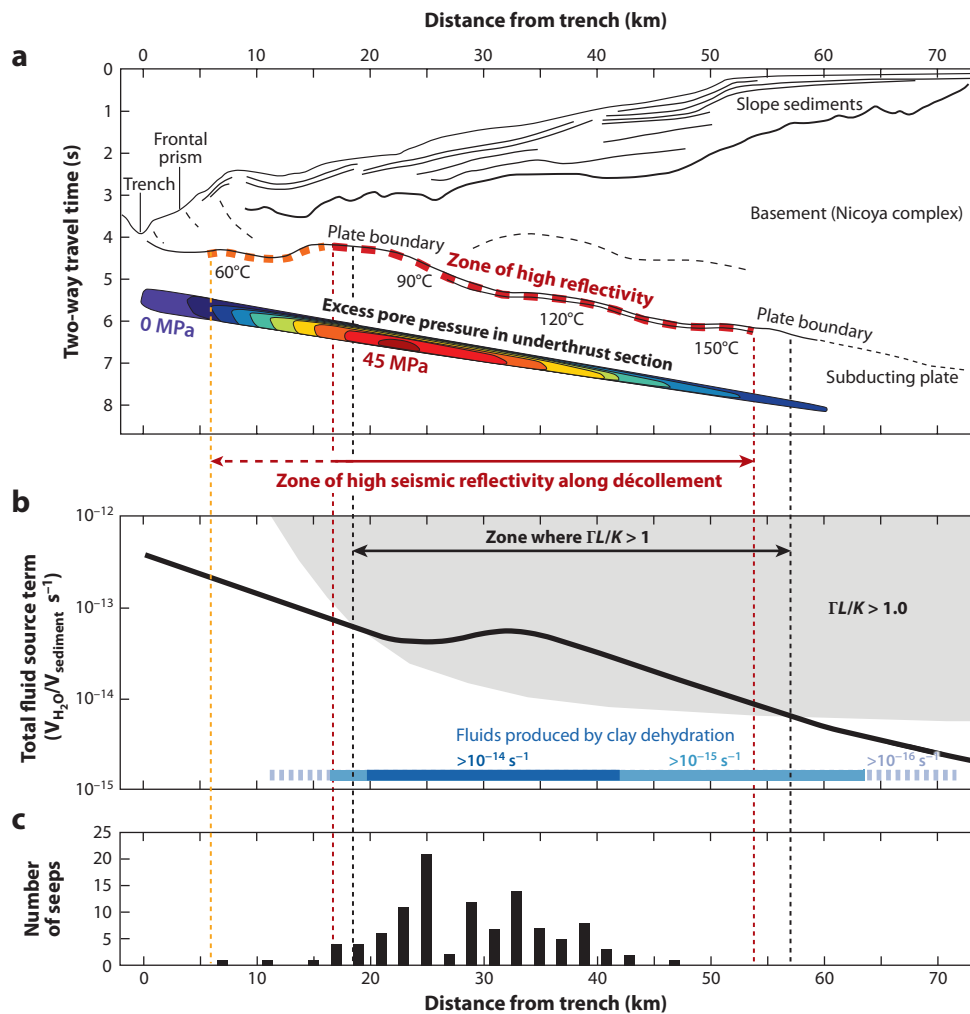 Distance from trench (km)
0 10 20 30 40 50 60 70
a
0
1
2
3
4
5
6
7
8
Two-way travel time (s)
Slope sediments
Frontal
prism
Trench
Basement (Nicoya complex)
Plate boundary
Zone of high reflectivity
60°C
90°C
120°C
150°C
Plate boundary
Excess pore pressure in underthrust section
0 MPa
45 MPa
Subducting plate
Zone of high seismic reflectivity along décollement
b
10⁻¹²
10⁻¹³
10⁻¹⁴
10⁻¹⁵
Total fluid source term
(V_H₂O/V_sediment s⁻¹)
Zone where ΓL/K > 1
ΓL/K > 1.0
Fluids produced by clay dehydration
>10⁻¹⁴ s⁻¹ >10⁻¹⁵ s⁻¹ >10⁻¹⁶ s⁻¹
c
25
20
15
10
5
0
Number
of seeps
0 10 20 30 40 50 60 70
Distance from trench (km)